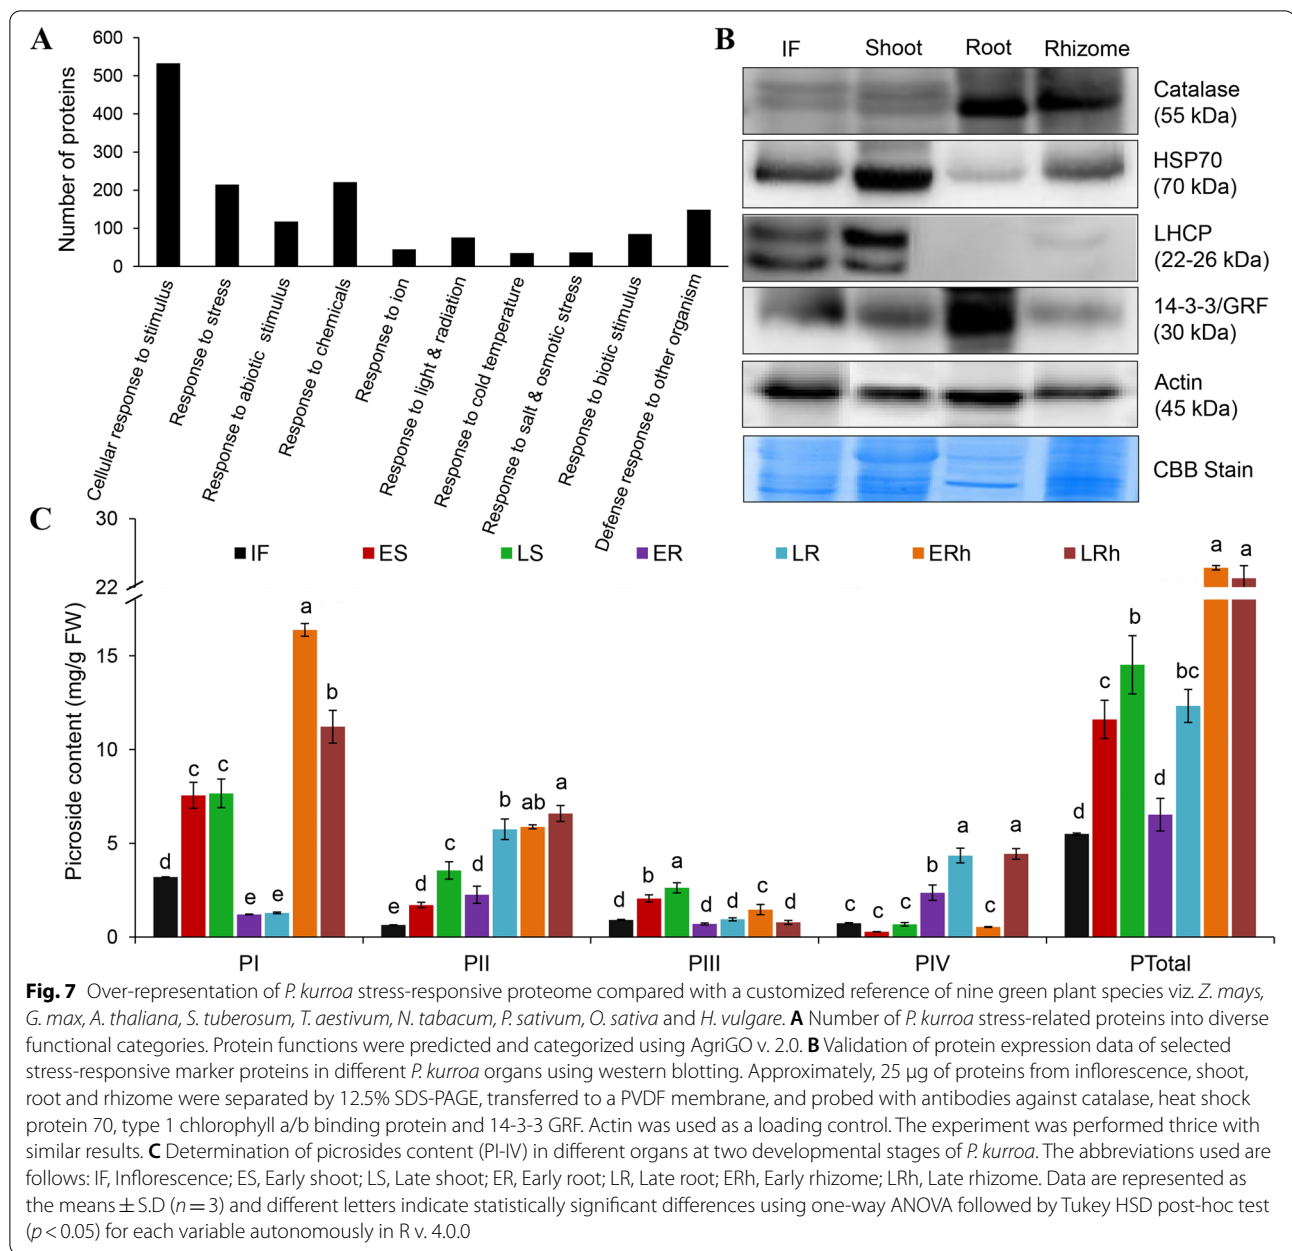 A
600
500
400
300
200
100
0
Number of proteins
Cellular response to stimulus
Response to stress
Response to abiotic stimulus
Response to chemicals
Response to ion
Response to light & radiation
Response to cold temperature
Response to salt & osmotic stress
Response to biotic stimulus
Defense response to other organism
B
IF Shoot Root Rhizome
Catalase
(55 kDa)
HSP70
(70 kDa)
LHCP
(22-26 kDa)
14-3-3/GRF
(30 kDa)
Actin
(45 kDa)
CBB Stain
C
30
22
15
10
5
0
Picroside content (mg/g FW)
IF ES LS ER LR ERh LRh
d c c e e a b
e d c d b ab a
d b a d d c d
c c c b a c a
d c b d bc a a
PI PII PIII PIV PTotal
Fig. 7 Over-representation of P. kurroa stress-responsive proteome compared with a customized reference of nine green plant species viz. Z. mays,
G. max, A. thaliana, S. tuberosum, T. aestivum, N. tabacum, P. sativum, O. sativa and H. vulgare. A Number of P. kurroa stress-related proteins into diverse
functional categories. Protein functions were predicted and categorized using AgriGO v. 2.0. B Validation of protein expression data of selected
stress-responsive marker proteins in different P. kurroa organs using western blotting. Approximately, 25 µg of proteins from inflorescence, shoot,
root and rhizome were separated by 12.5% SDS-PAGE, transferred to a PVDF membrane, and probed with antibodies against catalase, heat shock
protein 70, type 1 chlorophyll a/b binding protein and 14-3-3 GRF. Actin was used as a loading control. The experiment was performed thrice with
similar results. C Determination of picrosides content (PI-IV) in different organs at two developmental stages of P. kurroa. The abbreviations used are
follows: IF, Inflorescence; ES, Early shoot; LS, Late shoot; ER, Early root; LR, Late root; ERh, Early rhizome; LRh, Late rhizome. Data are represented as
the means ± S.D (n = 3) and different letters indicate statistically significant differences using one-way ANOVA followed by Tukey HSD post-hoc test
(p < 0.05) for each variable autonomously in R v. 4.0.0